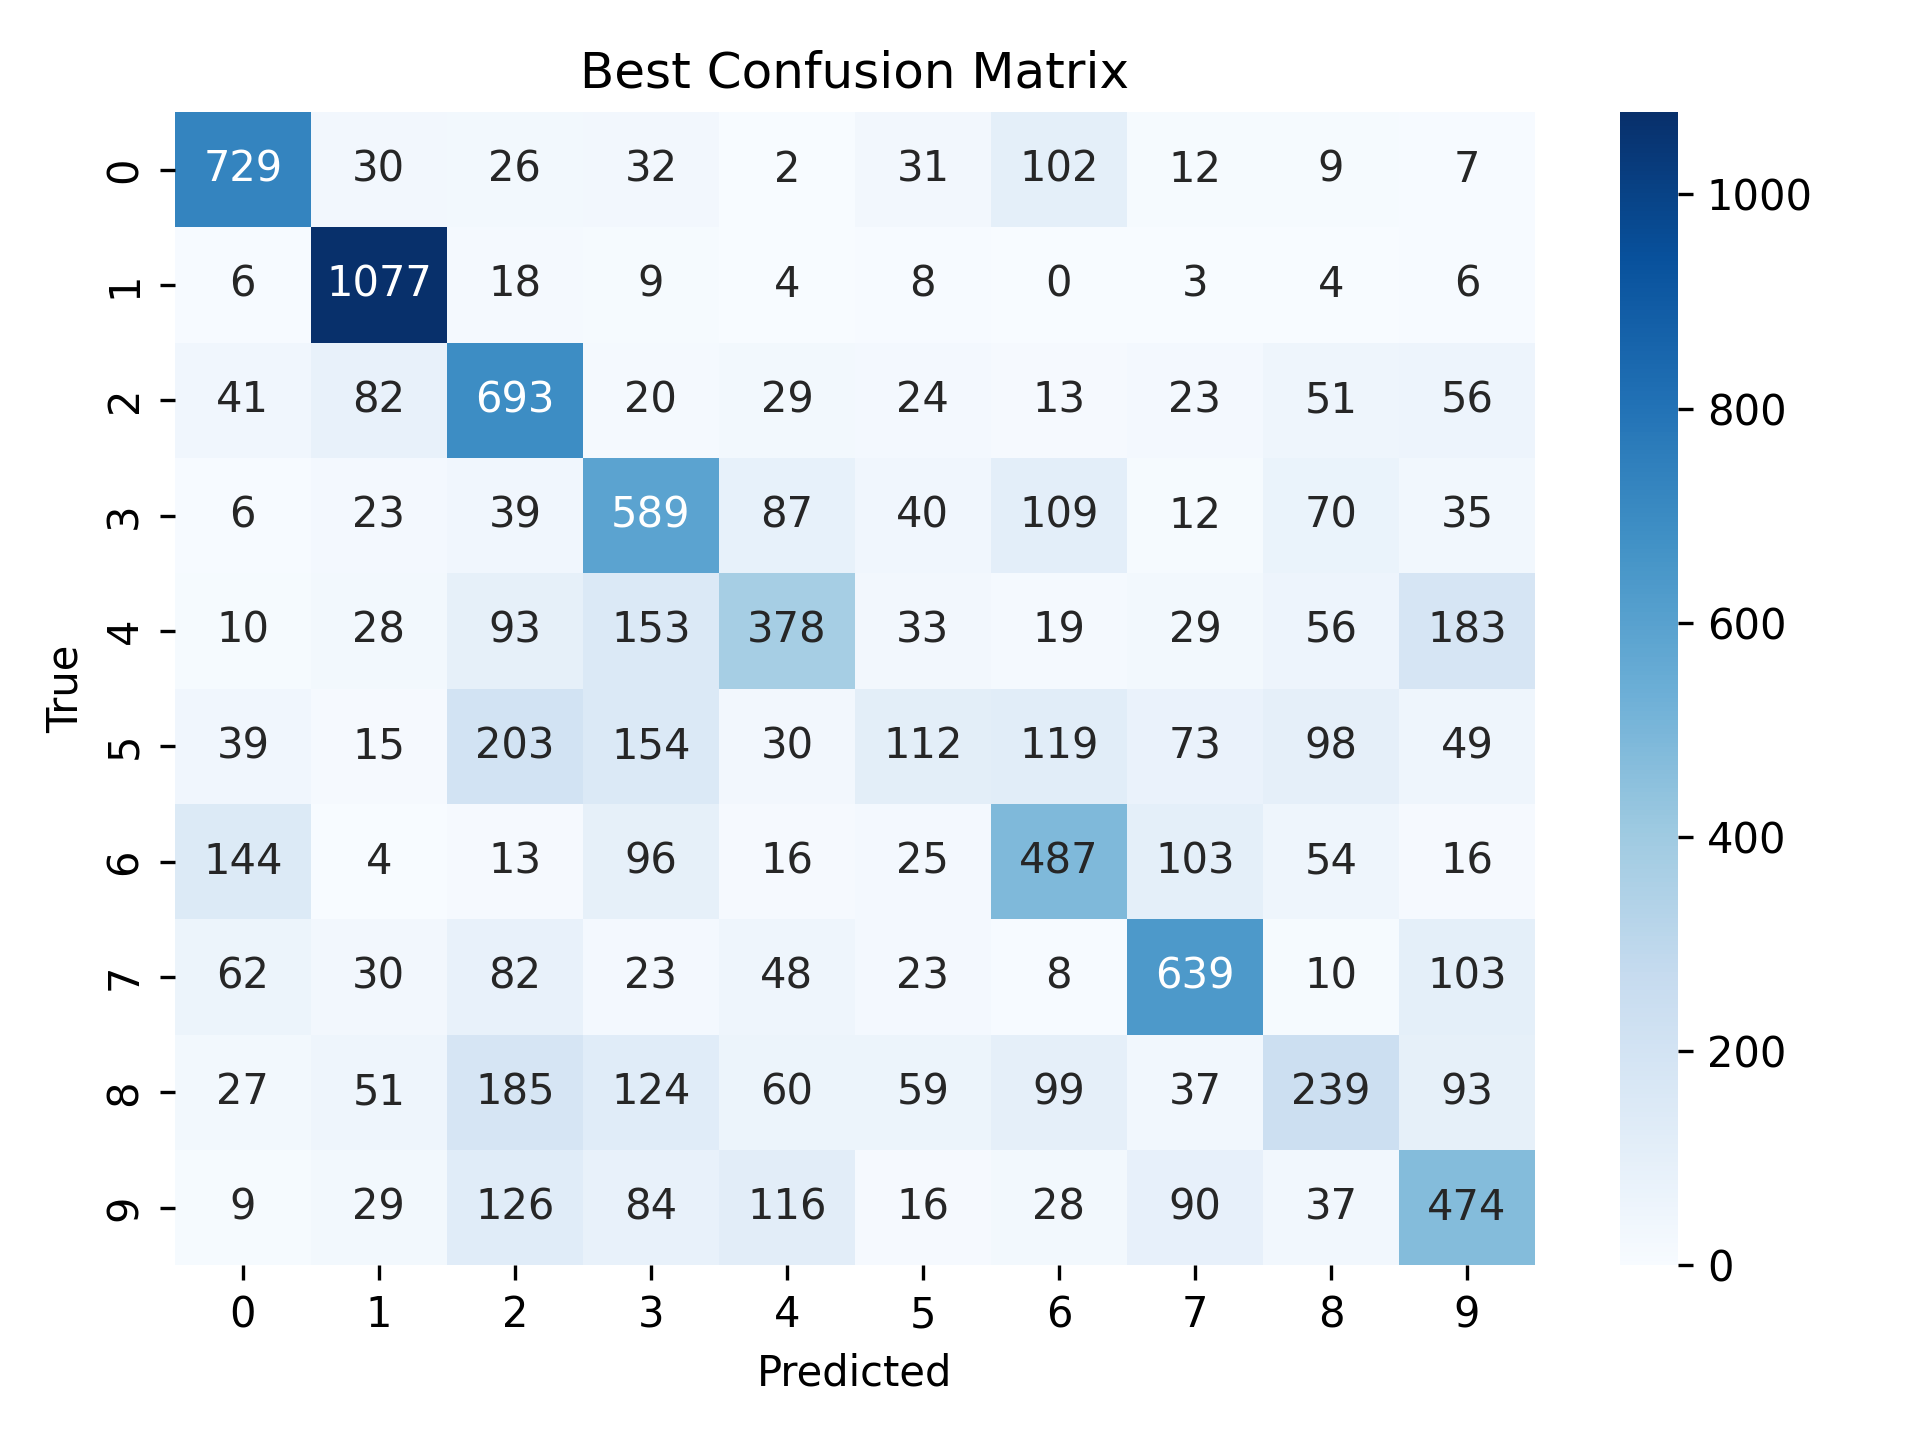 Best Confusion Matrix
0 729 30 26 32 2 31 102 12 9 7
1 6 1077 18 9 4 8 0 3 4 6
2 41 82 693 20 29 24 13 23 51 56
3 6 23 39 589 87 40 109 12 70 35
4 10 28 93 153 378 33 19 29 56 183
5 39 15 203 154 30 112 119 73 98 49
6 144 4 13 96 16 25 487 103 54 16
7 62 30 82 23 48 23 8 639 10 103
8 27 51 185 124 60 59 99 37 239 93
9 9 29 126 84 116 16 28 90 37 474
0 1 2 3 4 5 6 7 8 9
Predicted
True
1000
800
600
400
200
0